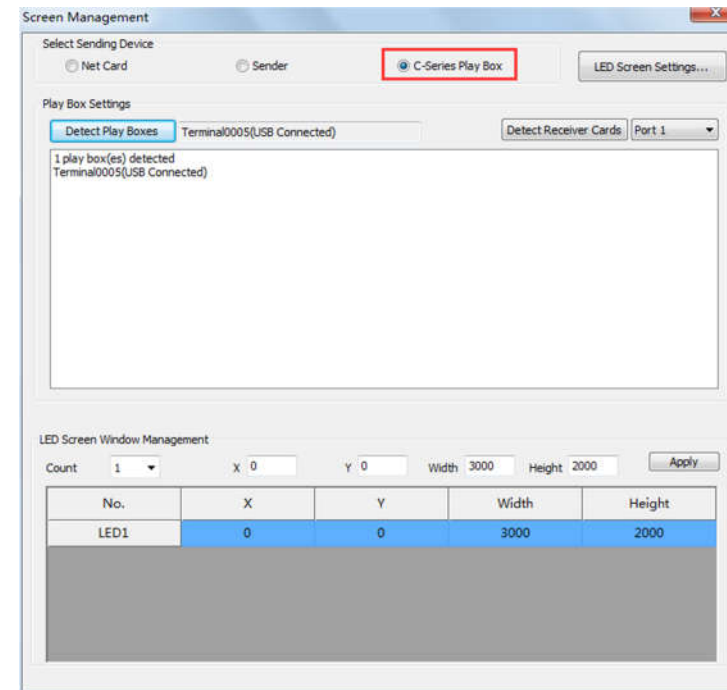 Screen Management
Select Sending Device
Net Card Sender C-Series Play Box LED Screen Settings...
Play Box Settings
Detect Play Boxes Terminal0005(USB Connected) Detect Receiver Cards Port 1
1 play box(es) detected
Terminal0005(USB Connected)
LED Screen Window Management
Count 1 X 0 Y 0 Width 3000 Height 2000 Apply
No. X Y Width Height
LED1 0 0 3000 2000